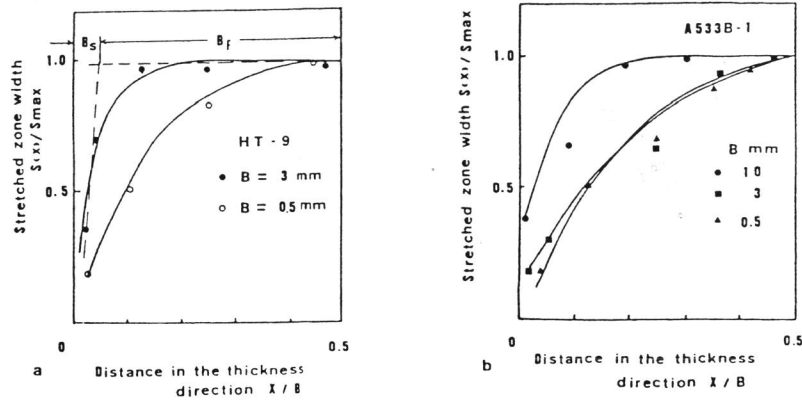 B_S B_F
1.0
0.5
Stretched zone width
S(X)/Smax
HT-9
● B = 3 mm
○ B = 0.5 mm
0 0.5
Distance in the thickness
direction X / B
a
A533B-1
1.0
0.5
Stretched zone width S(X)/Smax
B mm
● 10
■ 3
▲ 0.5
0 0.5
Distance in the thickness
direction X / B
b